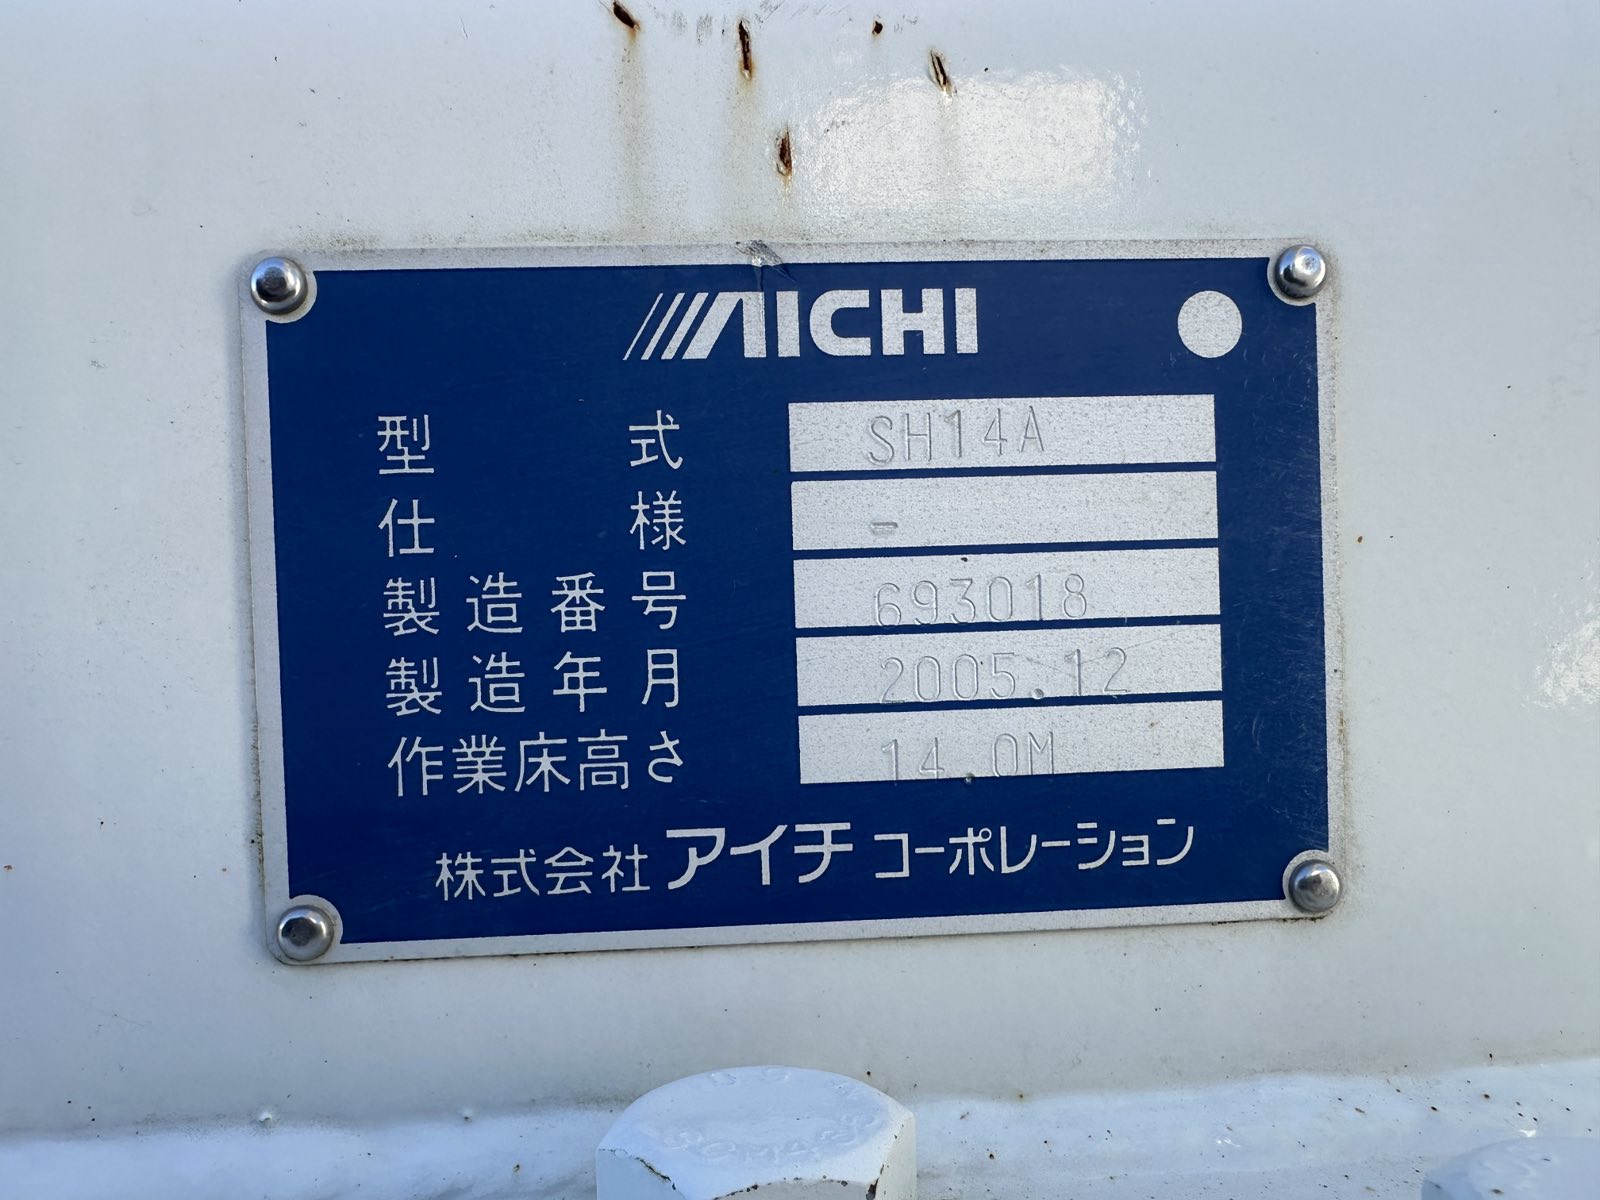 AICHI
型式 SH14A
仕様 -
製造番号 693018
製造年月 2005.12
作業床高さ 14.0M
株式会社アイチコーポレーション